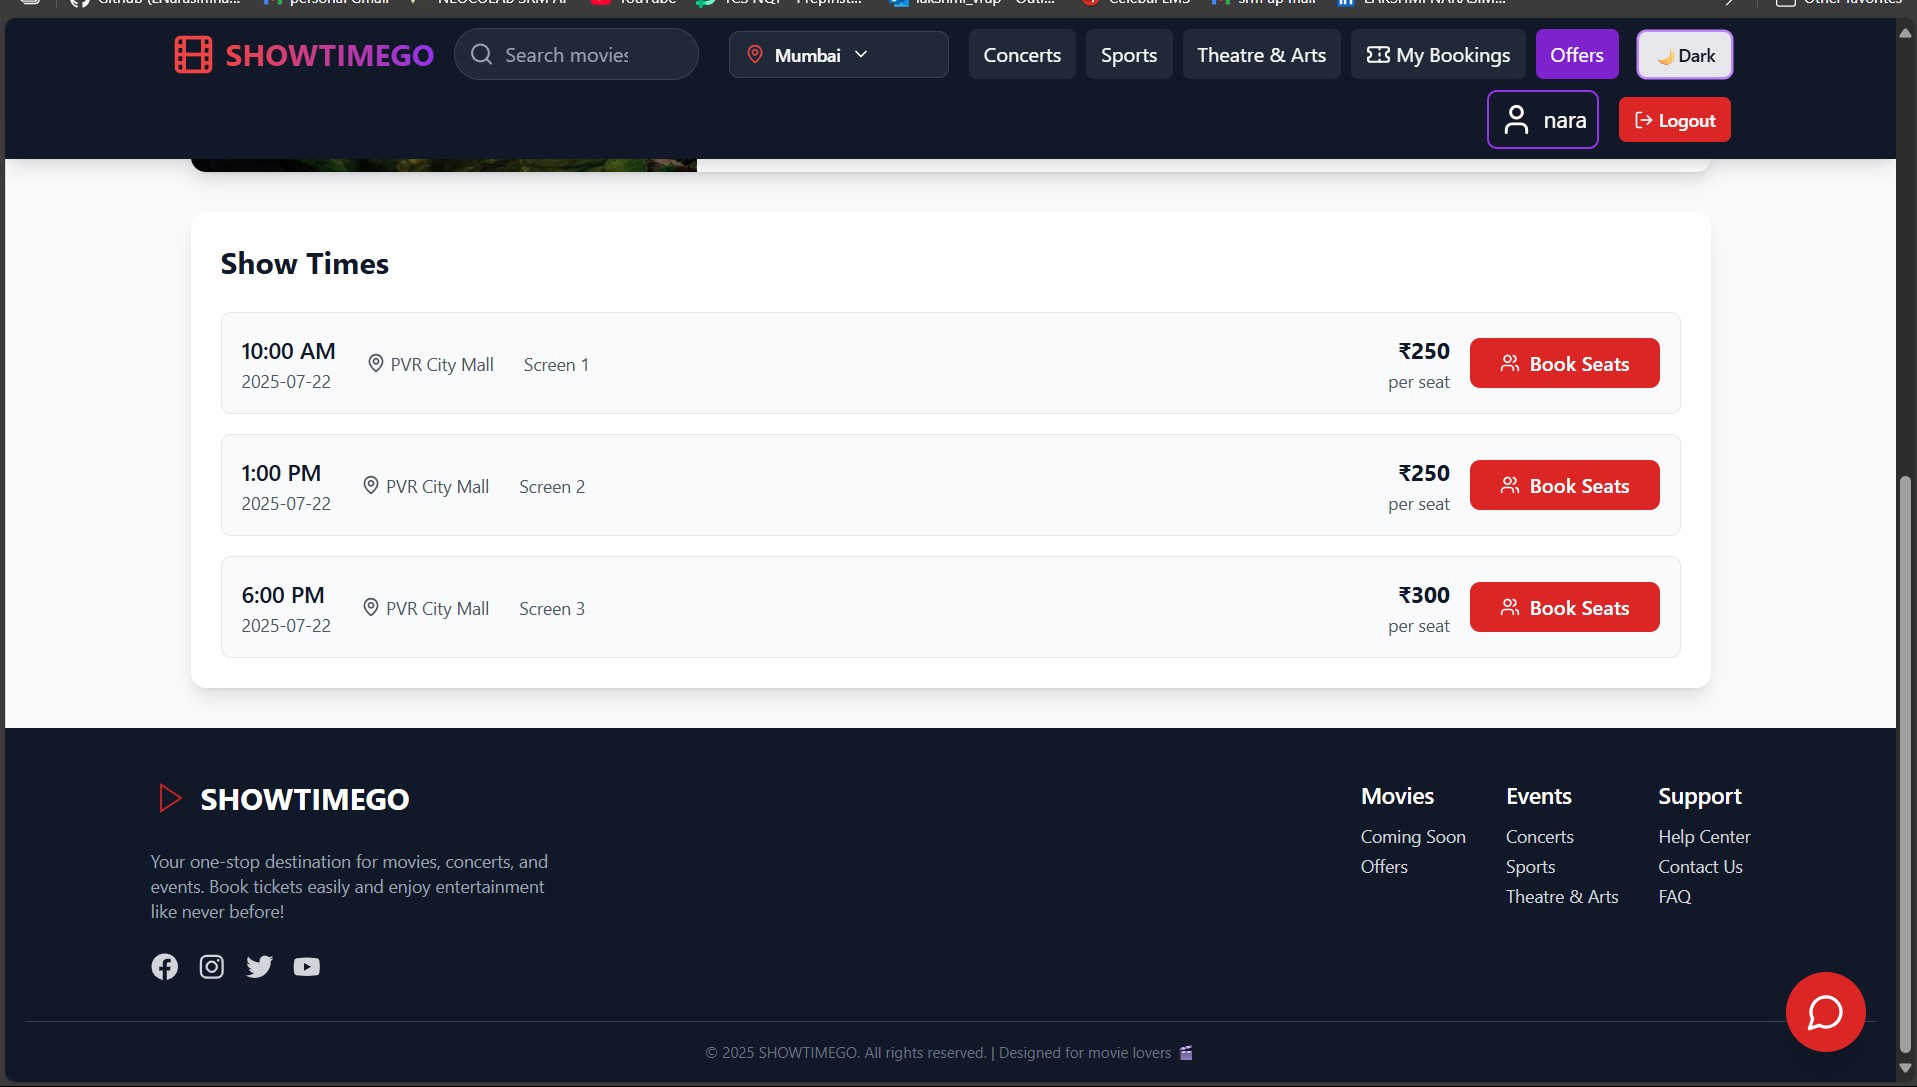 SHOWTIMEGO
Search movies
Mumbai
Concerts
Sports
Theatre & Arts
My Bookings
Offers
Dark
nara
Logout
Show Times
10:00 AM
2025-07-22
PVR City Mall
Screen 1
₹250
per seat
Book Seats
1:00 PM
2025-07-22
PVR City Mall
Screen 2
₹250
per seat
Book Seats
6:00 PM
2025-07-22
PVR City Mall
Screen 3
₹300
per seat
Book Seats
SHOWTIMEGO
Your one-stop destination for movies, concerts, and
events. Book tickets easily and enjoy entertainment
like never before!
Movies
Coming Soon
Offers
Events
Concerts
Sports
Theatre & Arts
Support
Help Center
Contact Us
FAQ
© 2025 SHOWTIMEGO. All rights reserved. | Designed for movie lovers